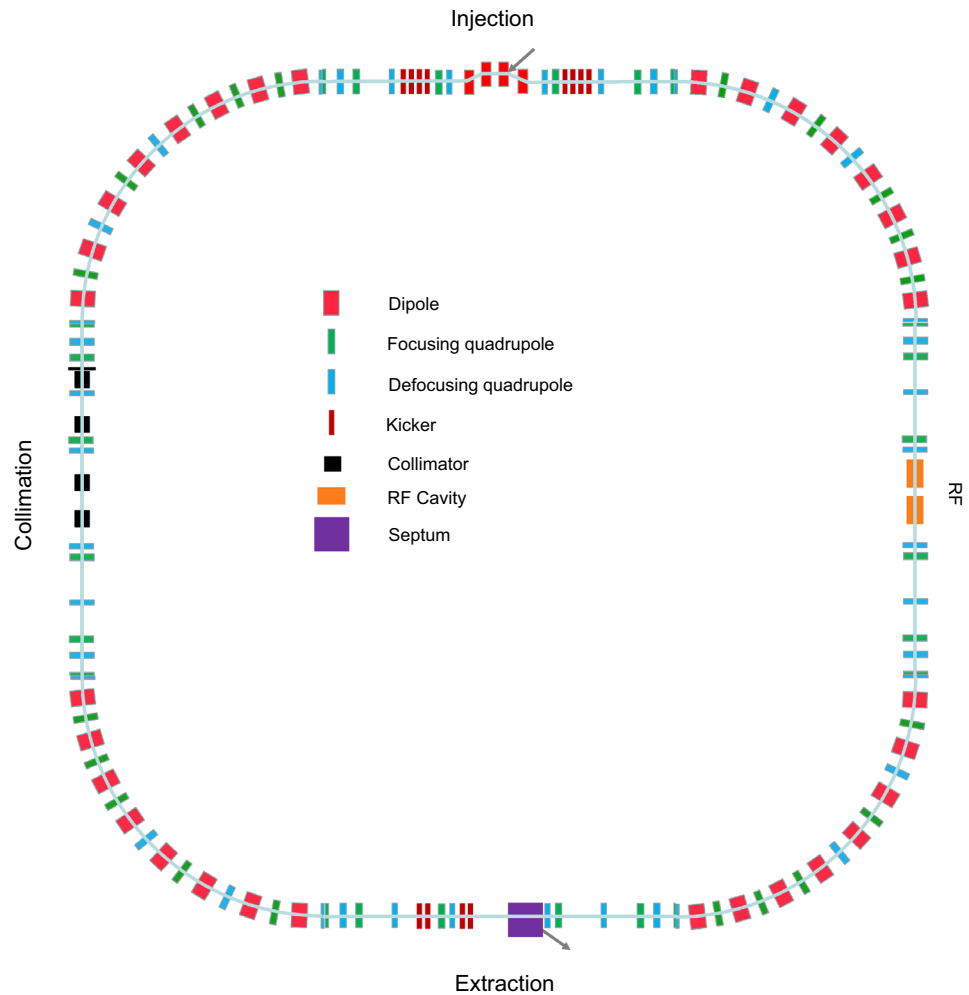 Injection
Dipole
Focusing quadrupole
Defocusing quadrupole
Kicker
Collimator
RF Cavity
Septum
Collimation
RF
Extraction